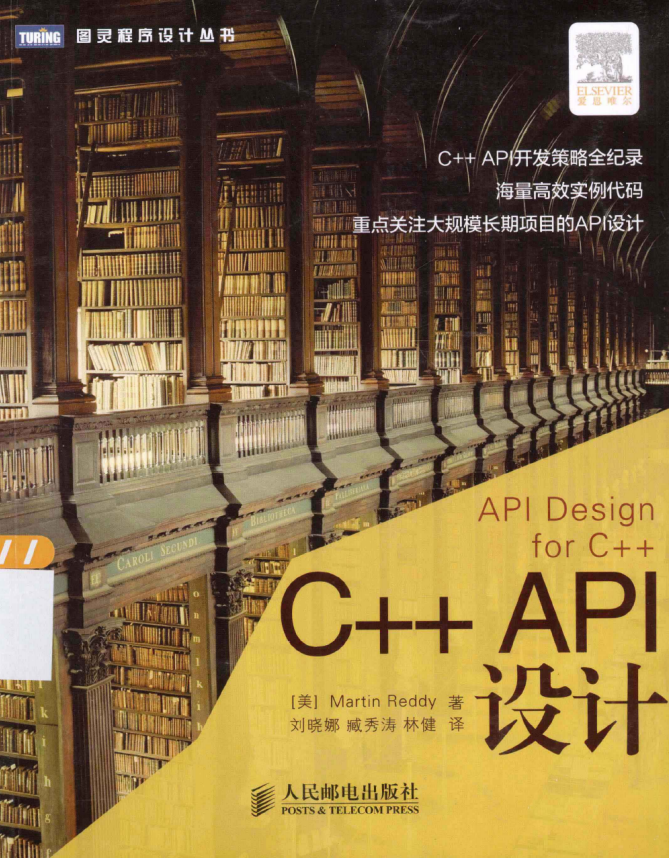 TURING 图灵程序设计丛书
ELSEVIER
爱思唯尔
C++ API开发策略全纪录
海量高效实例代码
重点关注大规模长期项目的API设计
BIBLIOTHECA
CAROLI SECUNDI
API Design
for C++
C++ API
设计
[美] Martin Reddy 著
刘晓娜 臧秀涛 林健 译
人民邮电出版社
POSTS & TELECOM PRESS